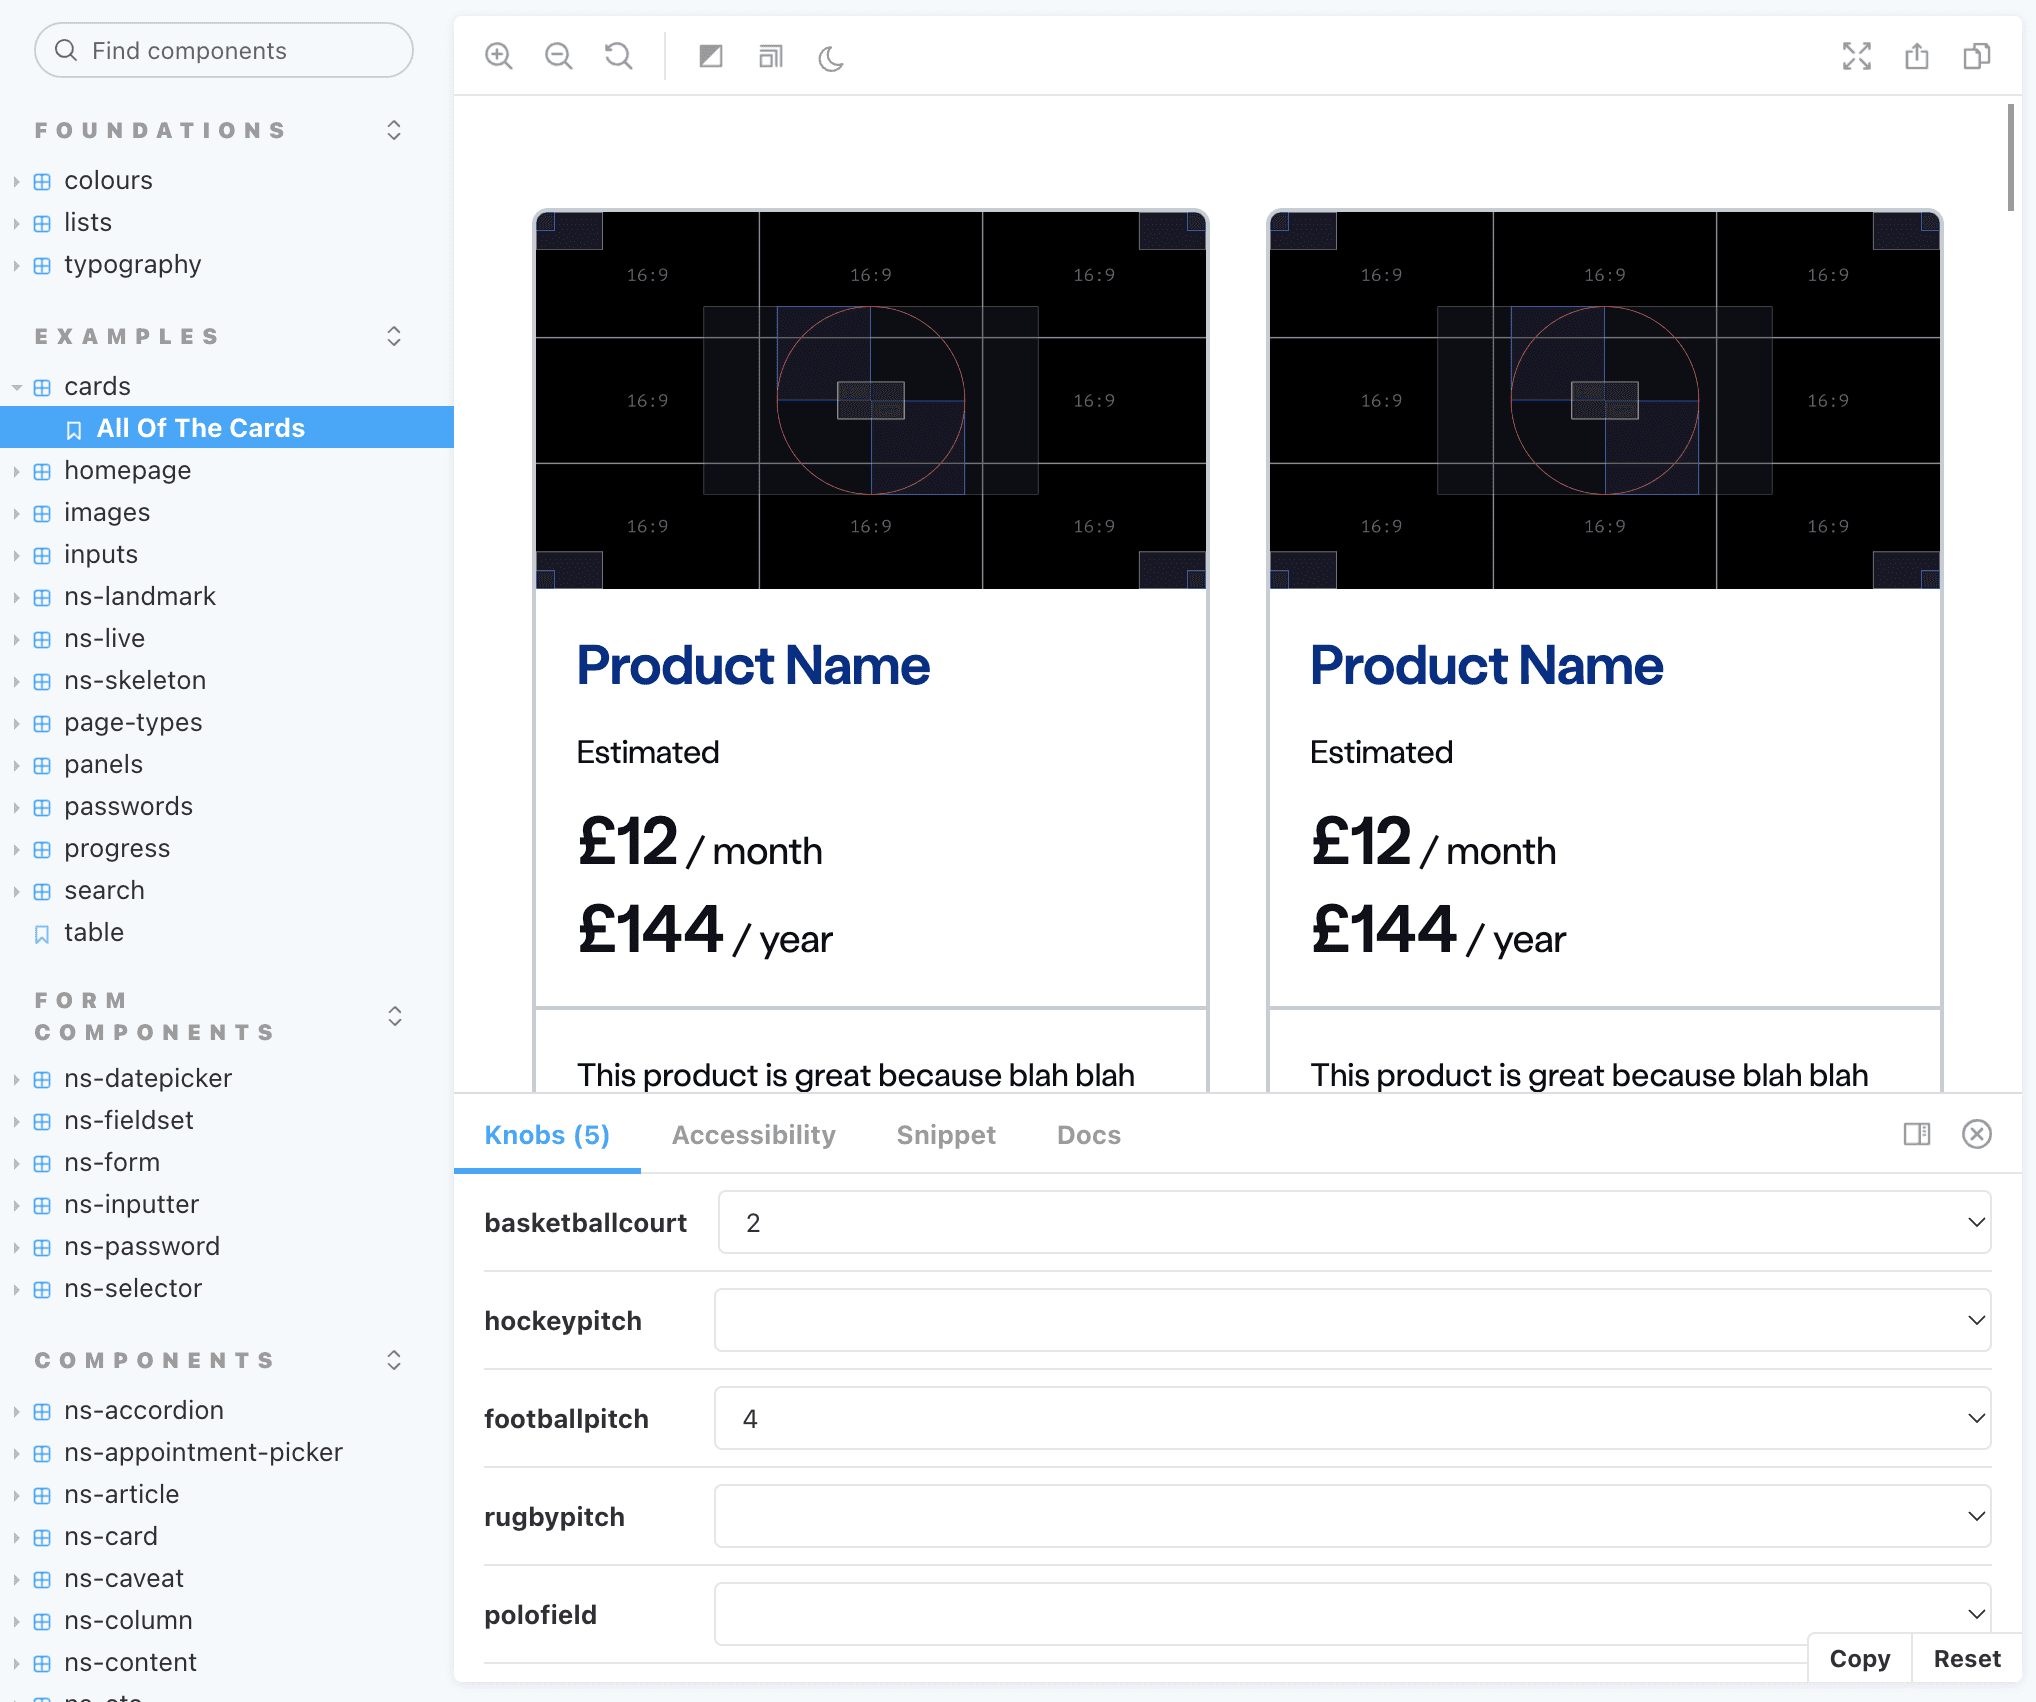 Find components
FOUNDATIONS
colours
lists
typography
EXAMPLES
cards
All Of The Cards
homepage
images
inputs
ns-landmark
ns-live
ns-skeleton
page-types
panels
passwords
progress
search
table
FORM
COMPONENTS
ns-datepicker
ns-fieldset
ns-form
ns-inputter
ns-password
ns-selector
COMPONENTS
ns-accordion
ns-appointment-picker
ns-article
ns-card
ns-caveat
ns-column
ns-content
16:9 16:9 16:9
16:9 16:9
16:9 16:9 16:9
Product Name
Estimated
£12 / month
£144 / year
This product is great because blah blah
16:9 16:9 16:9
16:9 16:9
16:9 16:9 16:9
Product Name
Estimated
£12 / month
£144 / year
This product is great because blah blah
Knobs (5) Accessibility Snippet Docs
basketballcourt 2
hockeypitch
footballpitch 4
rugbypitch
polofield
Copy Reset